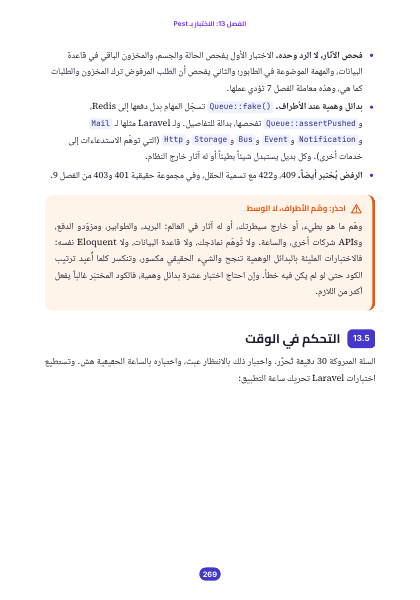 الفصل 13: الاختبار بـ Pest
• فحص الآثار، لا الرد وحده. الاختبار الأول يفحص الحالة والجسم، والمخزون الباقي في قاعدة
البيانات، والمهمة الموضوعة في الطابور؛ والثاني يفحص أن الطلب المرفوض ترك المخزون والطلبات
كما هي، وهذه معاملة الفصل 7 تؤدي عملها.
• بدائل وهمية عند الأطراف. Queue::fake() تسجّل المهام بدل دفعها إلى Redis،
و Queue::assertPushed تفحصها، بدالة للتفاصيل. ولـ Laravel مثلها لـ Mail
و Notification و Event و Bus و Storage و Http (التي توهّم الاستدعاءات إلى
خدمات أخرى). وكل بديل يستبدل شيئاً بطيئاً أو له آثار خارج النظام.
• الرفض يُختبر أيضاً. 409، و422 مع تسمية الحقل، وفي مجموعة حقيقية 401 و403 من الفصل 9.
احذر: وهّم الأطراف، لا الوسط
وهّم ما هو بطيء، أو خارج سيطرتك، أو له آثار في العالم: البريد، والطوابير، ومزوّدو الدفع،
وAPIs شركات أخرى، والساعة. ولا تُوهّم نماذجك، ولا قاعدة البيانات، ولا Eloquent نفسه:
فالاختبارات المليئة بالبدائل الوهمية تنجح والشيء الحقيقي مكسور، وتنكسر كلما أُعيد ترتيب
الكود حتى لو لم يكن فيه خطأ. وإن احتاج اختبار عشرة بدائل وهمية، فالكود المختبَر غالباً يفعل
أكثر من اللازم.
13.5 التحكم في الوقت
السلة المتروكة 30 دقيقة تُحرَّر. واختبار ذلك بالانتظار عبث، واختباره بالساعة الحقيقية هش. وتستطيع
اختبارات Laravel تحريك ساعة التطبيق:
269